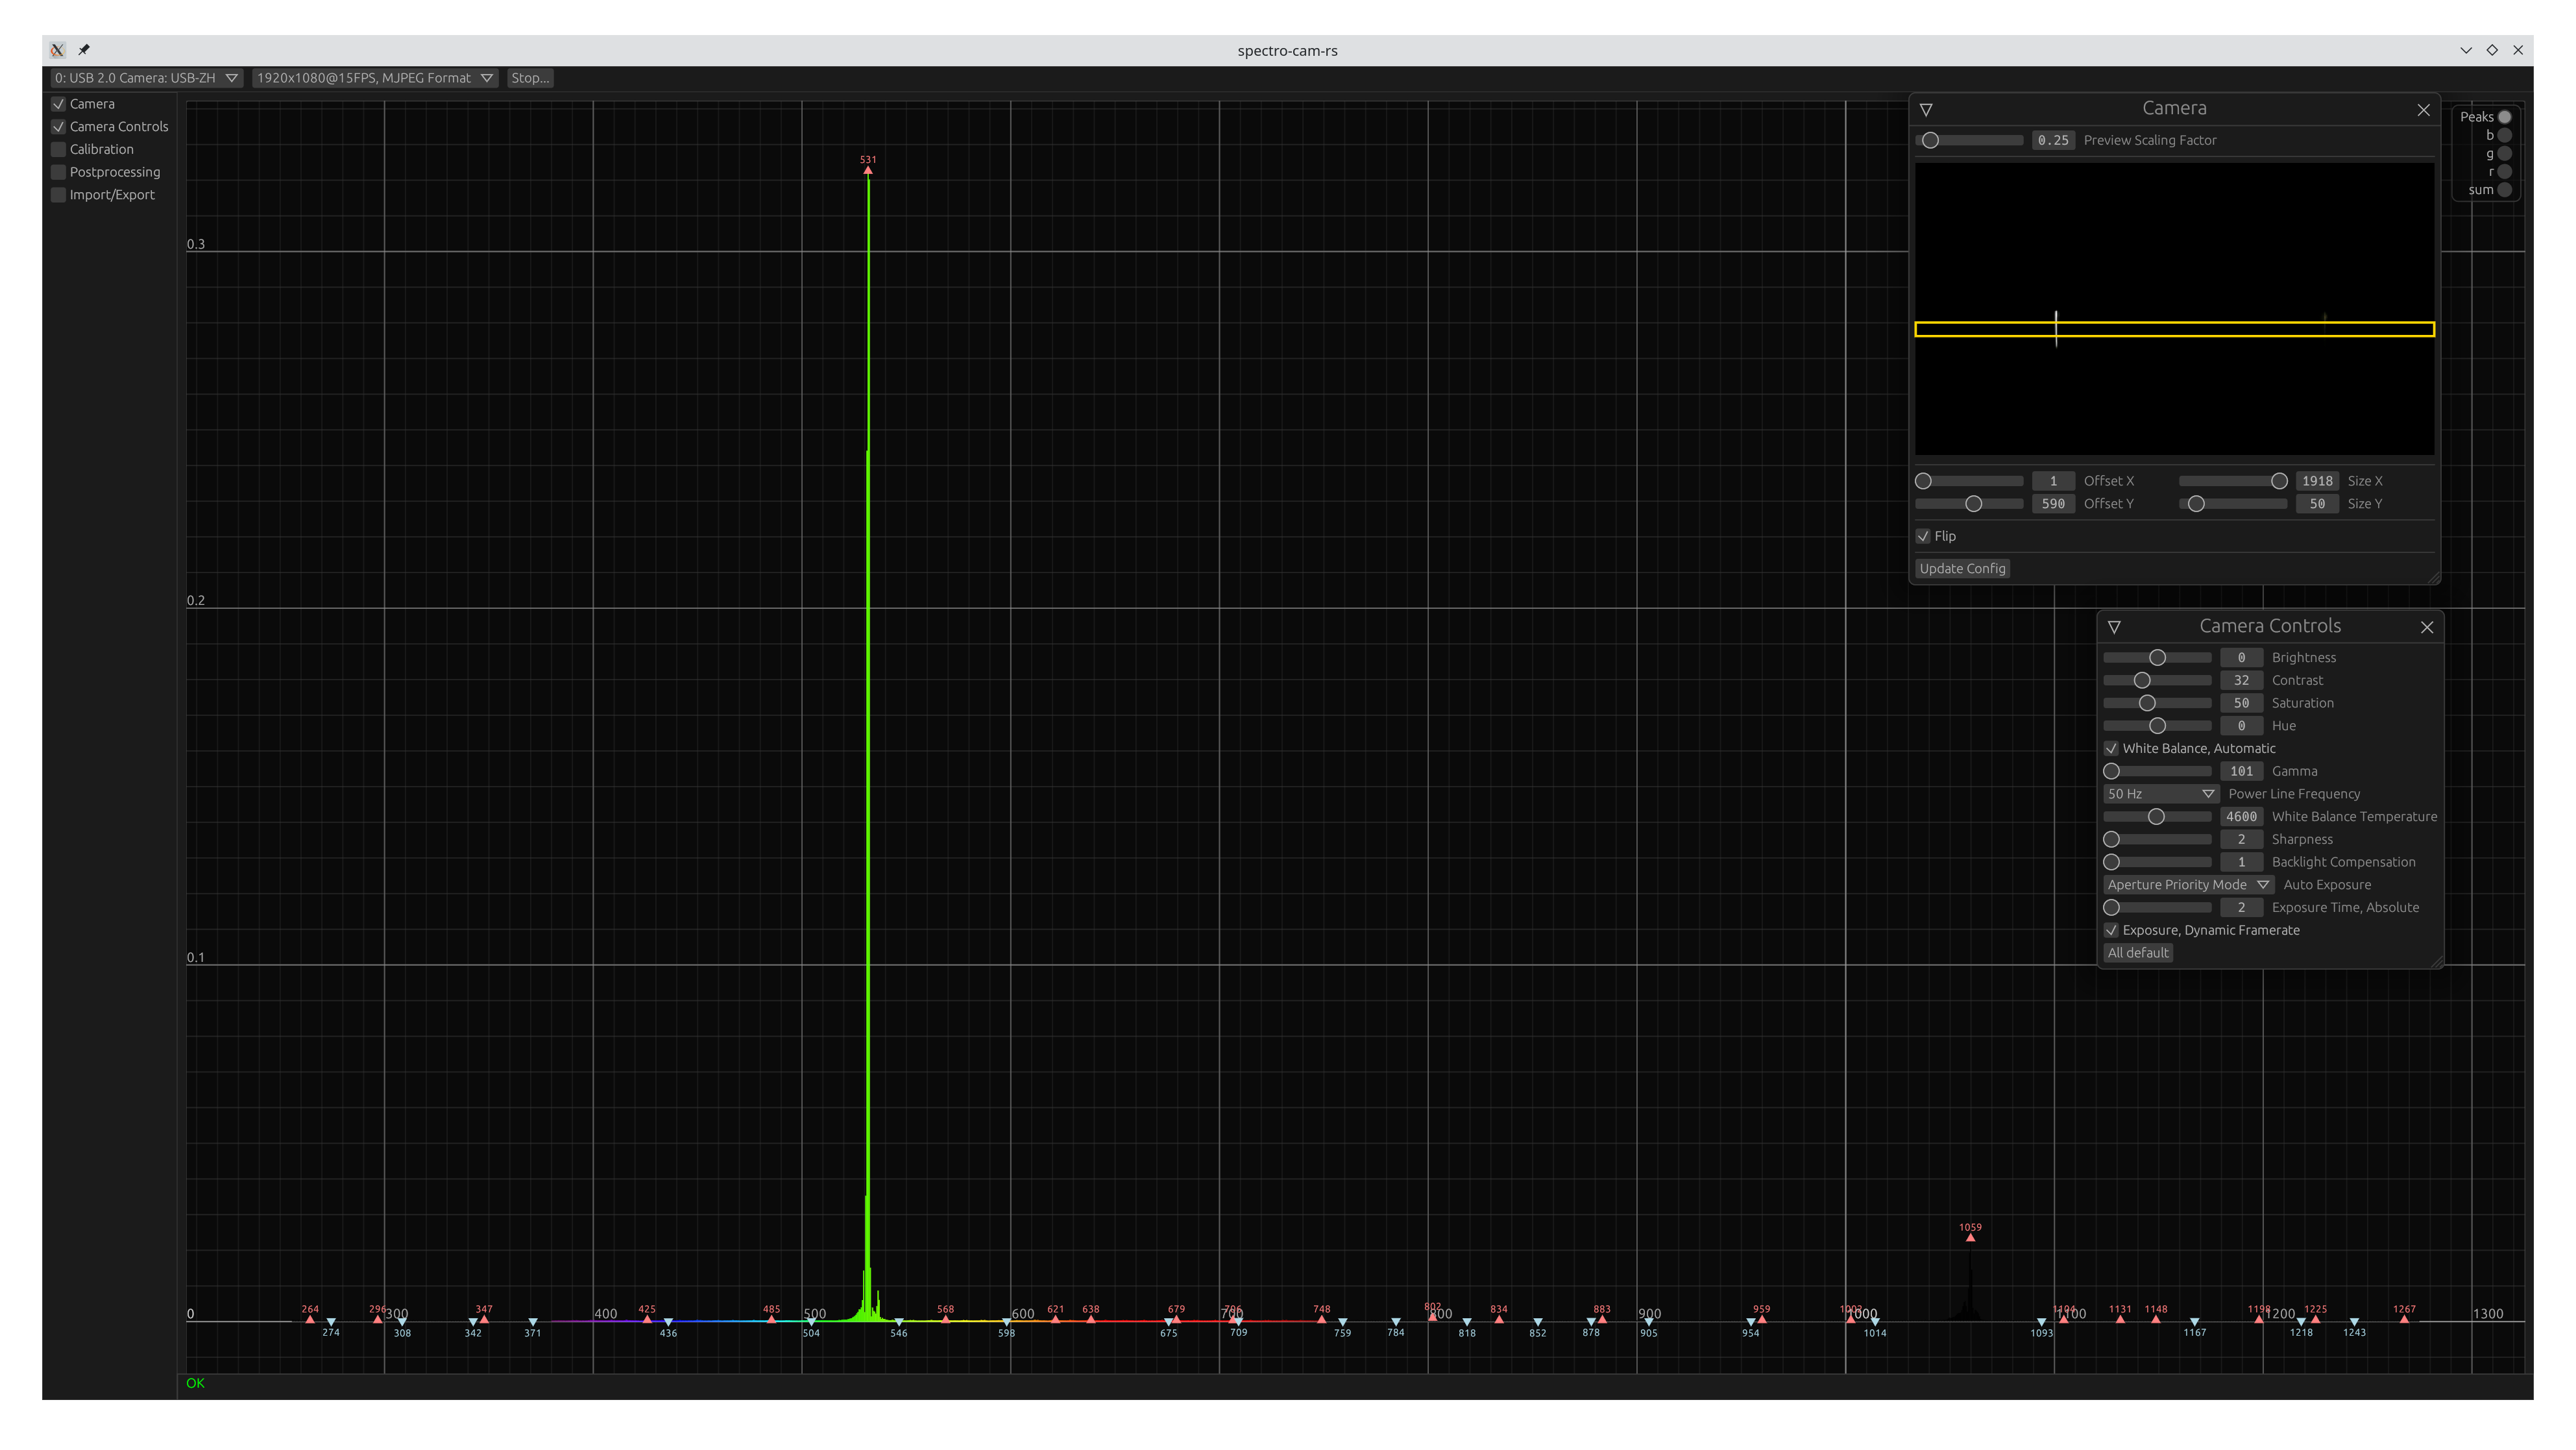 spectro-cam-rs
0: USB 2.0 Camera: USB-ZH 1920x1080@15FPS, MJPEG Format Stop...
Camera
Camera Controls
Calibration
Postprocessing
Import/Export
Camera
0.25 Preview Scaling Factor
1 Offset X 1918 Size X
590 Offset Y 50 Size Y
Flip
Update Config
Peaks
b
g
r
sum
Camera Controls
0 Brightness
32 Contrast
50 Saturation
0 Hue
White Balance, Automatic
101 Gamma
50 Hz Power Line Frequency
4600 White Balance Temperature
2 Sharpness
1 Backlight Compensation
Aperture Priority Mode Auto Exposure
2 Exposure Time, Absolute
Exposure, Dynamic Framerate
All default
531
0.3
0.2
0.1
1059
264 296 347 425 485 568 621 638 679 748 802 834 883 959 1002 1104 1131 1148 1198 1225 1267
0 300 400 500 600 700 800 900 1000 1100 1200 1300
274 308 342 371 436 504 546 598 675 709 759 784 818 852 878 905 954 1014 1093 1167 1218 1243
OK